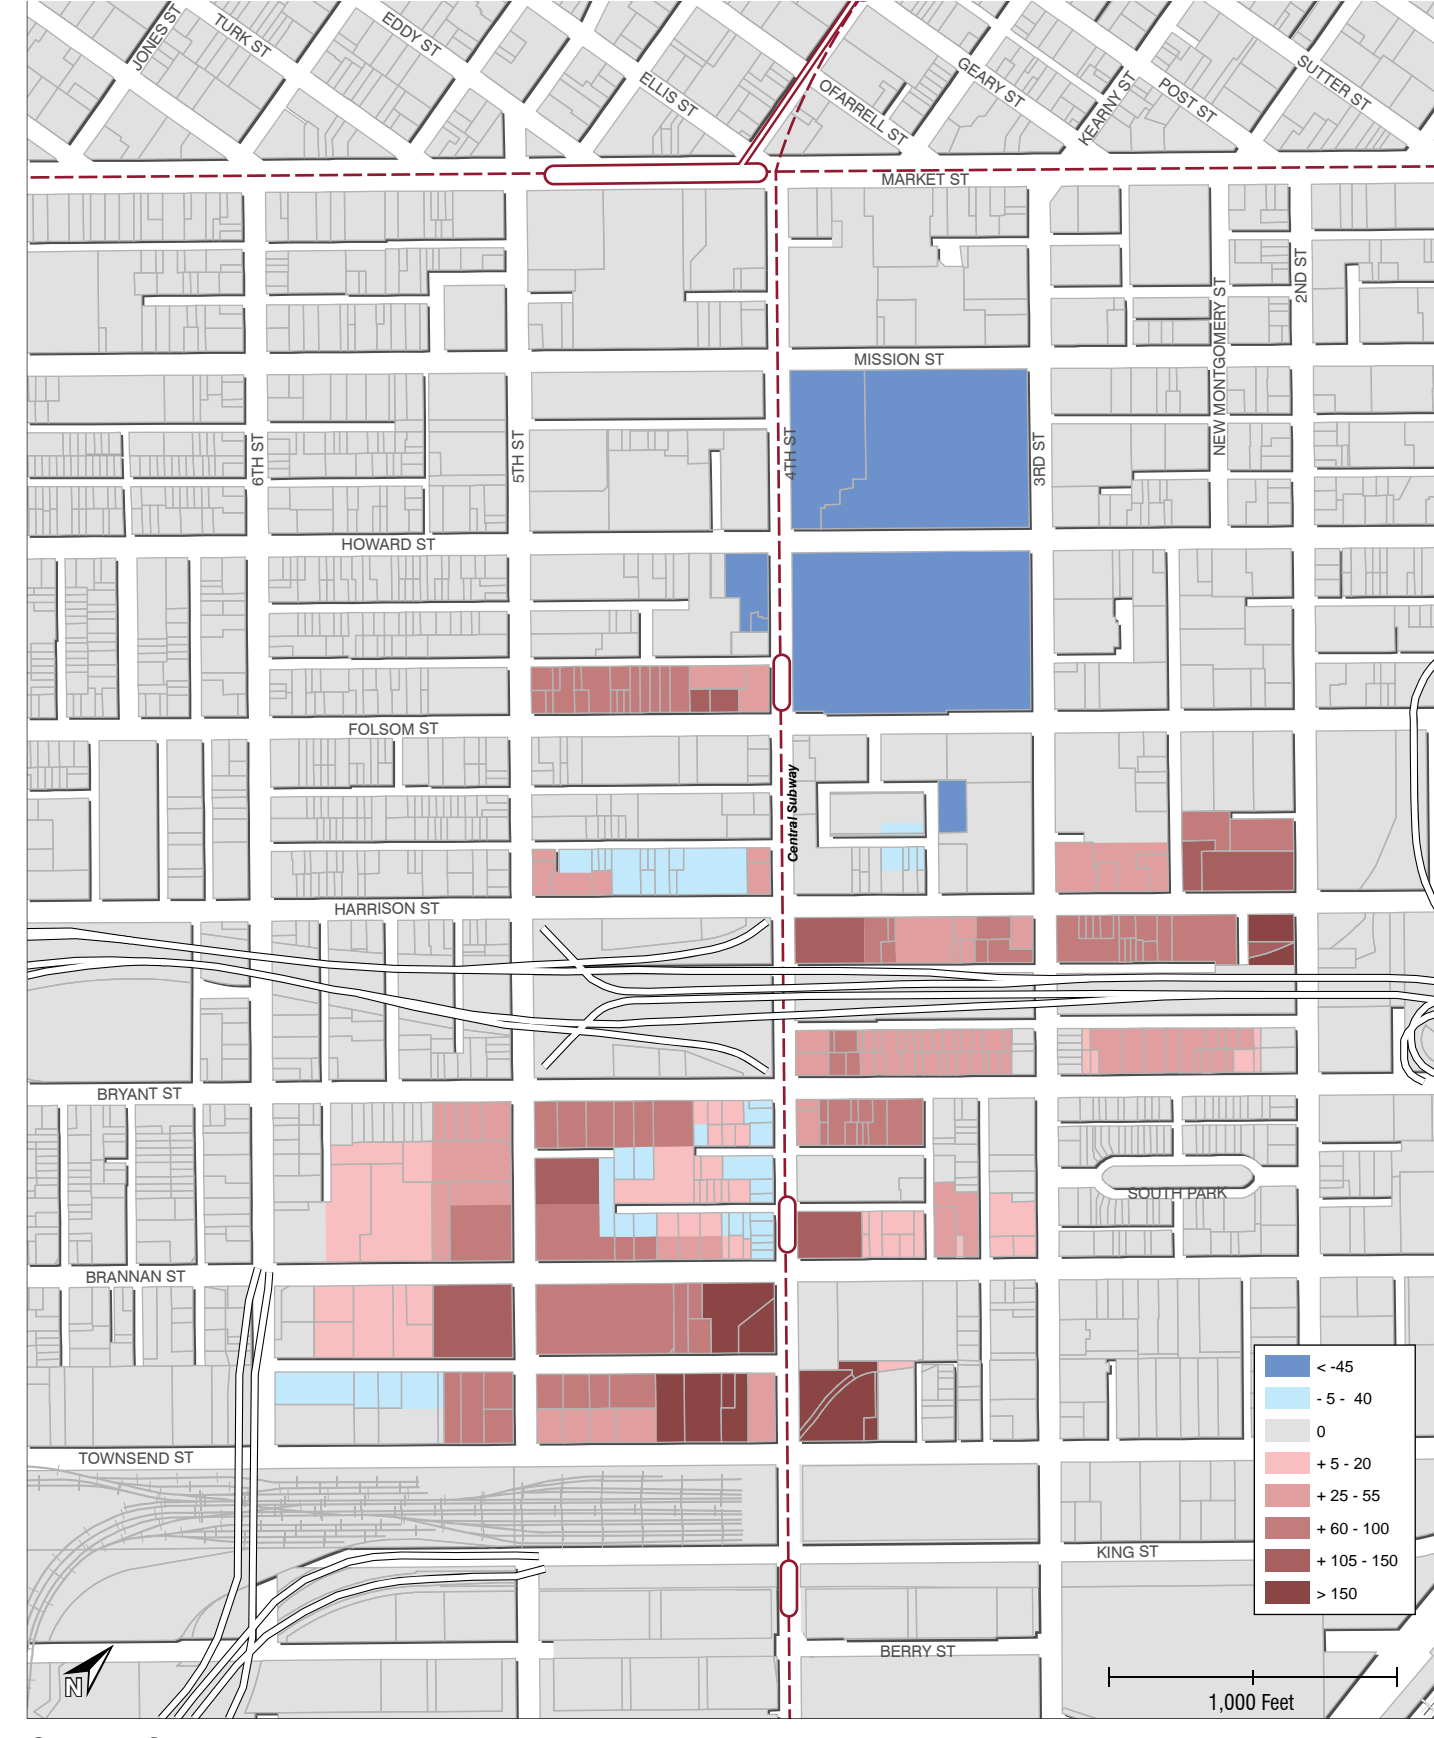 JONES ST
TURK ST
EDDY ST
ELLIS ST
OFARRELL ST
GEARY ST
KEARNY ST
POST ST
SUTTER ST
MARKET ST
2ND ST
NEW MONTGOMERY ST
MISSION ST
6TH ST
5TH ST
4TH ST
3RD ST
HOWARD ST
FOLSOM ST
Central Subway
HARRISON ST
BRYANT ST
SOUTH PARK
BRANNAN ST
< -45
- 5 - 40
0
+ 5 - 20
+ 25 - 55
+ 60 - 100
+ 105 - 150
> 150
TOWNSEND ST
KING ST
BERRY ST
N
1,000 Feet